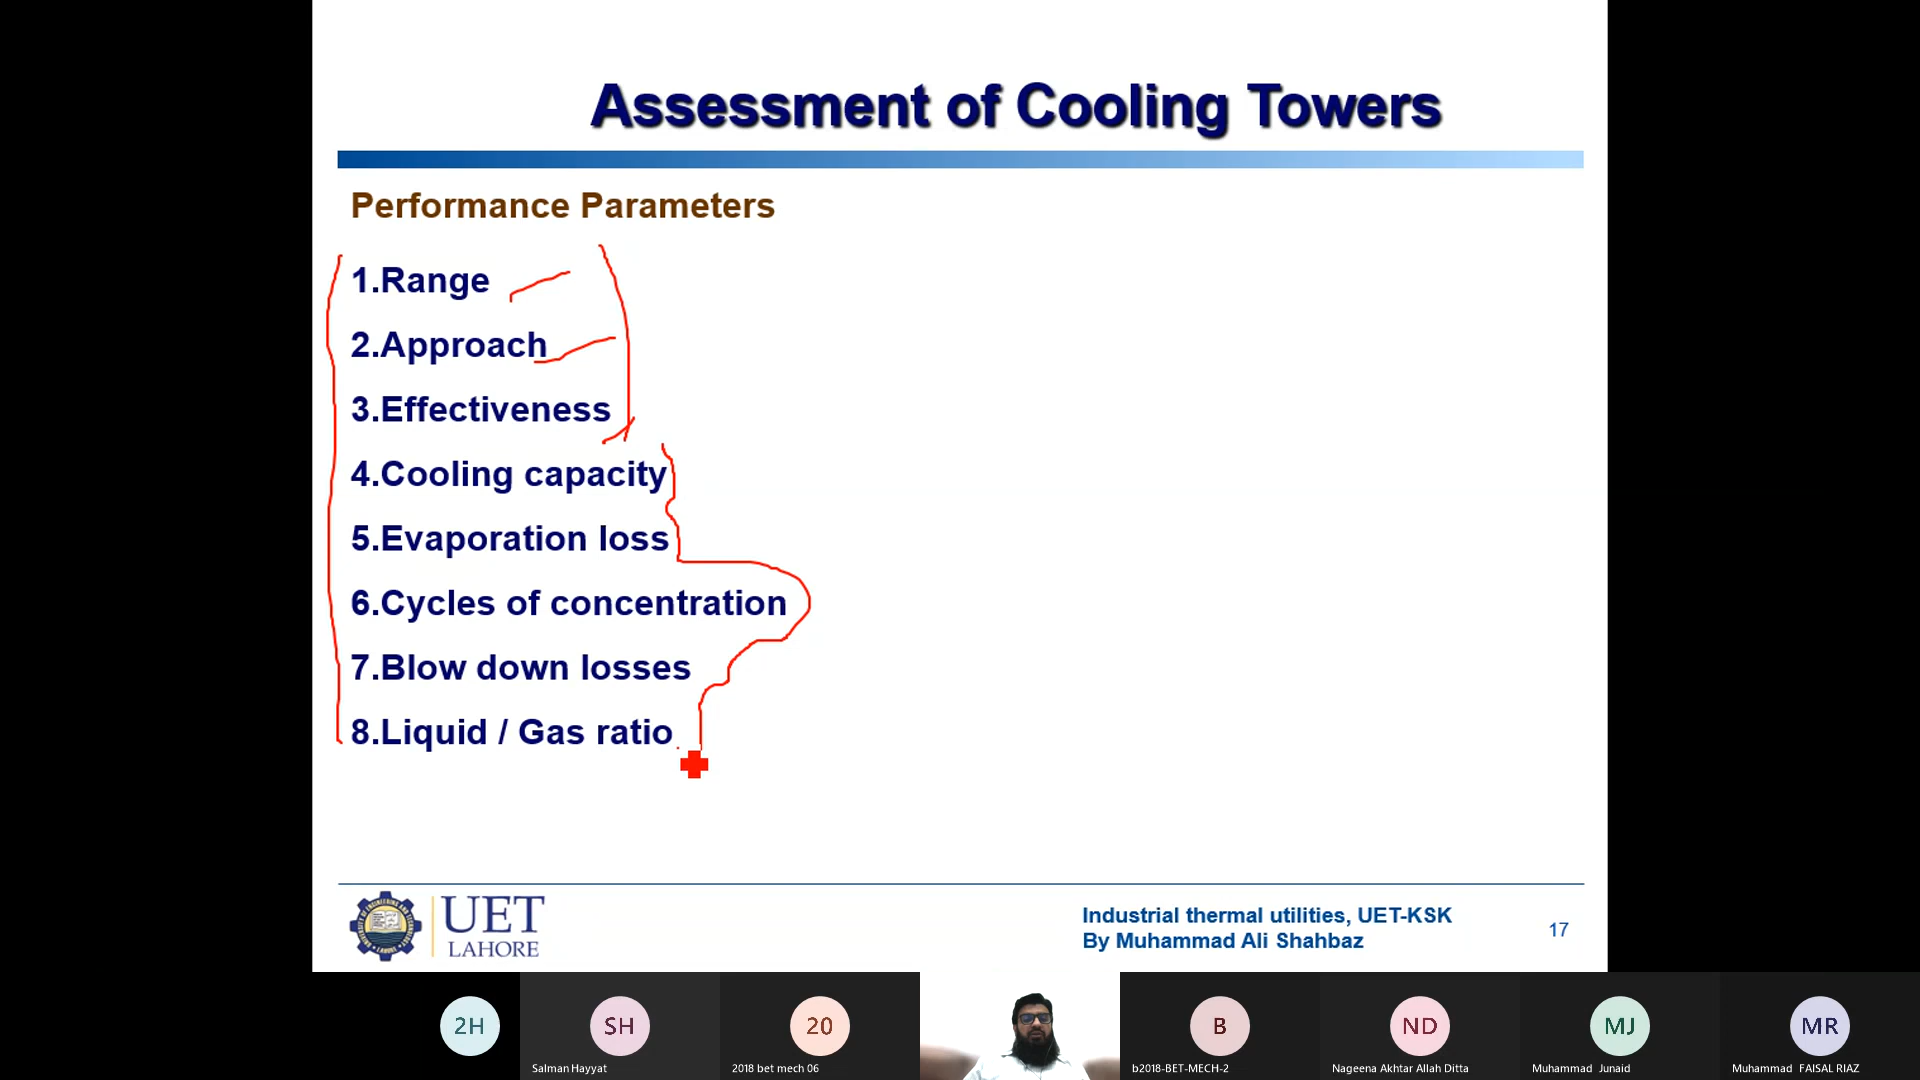 Assessment of Cooling Towers
Performance Parameters
1.Range
2.Approach
3.Effectiveness
4.Cooling capacity
5.Evaporation loss
6.Cycles of concentration
7.Blow down losses
8.Liquid / Gas ratio
UET
LAHORE
Industrial thermal utilities, UET-KSK
By Muhammad Ali Shahbaz
17
2H
SH
20
B
ND
MJ
MR
Salman Hayyat
2018 bet mech 06
b2018-BET-MECH-2
Nageena Akhtar Allah Ditta
Muhammad Junaid
Muhammad FAISAL RIAZ